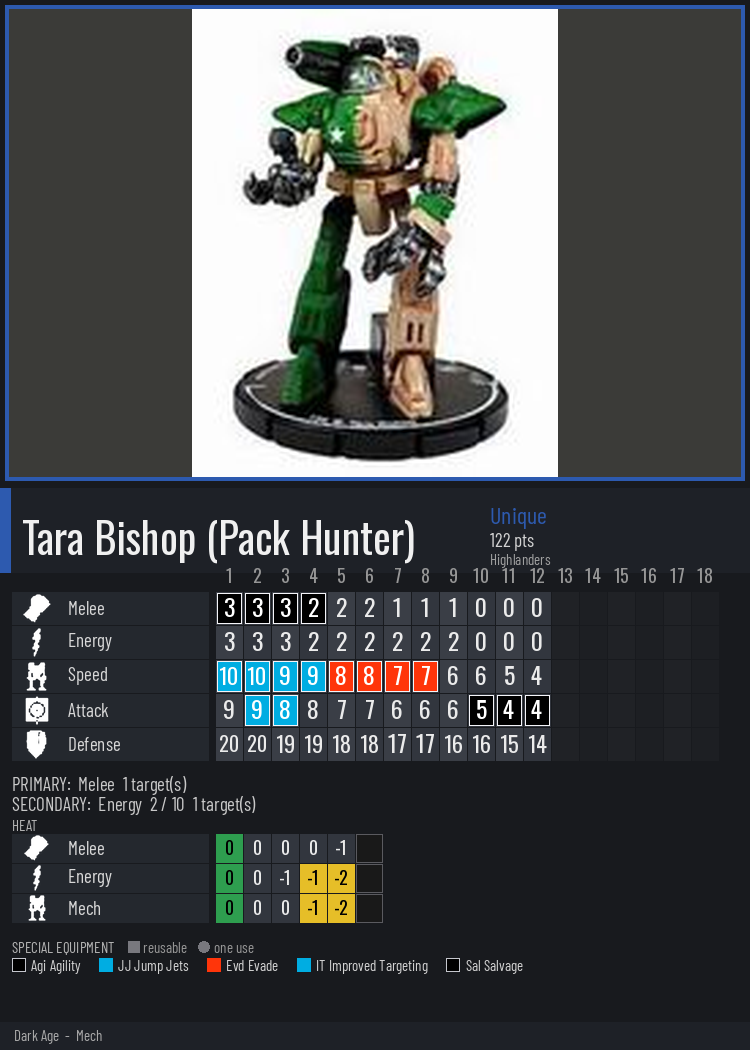 Tara Bishop (Pack Hunter)
Unique
122 pts
Highlanders
1 2 3 4 5 6 7 8 9 10 11 12 13 14 15 16 17 18
Melee 3 3 3 2 2 2 1 1 1 0 0 0
Energy 3 3 3 2 2 2 2 2 2 0 0 0
Speed 10 10 9 9 8 8 7 7 6 6 5 4
Attack 9 9 8 8 7 7 6 6 6 5 4 4
Defense 20 20 19 19 18 18 17 17 16 16 15 14
PRIMARY: Melee 1 target(s)
SECONDARY: Energy 2 / 10 1 target(s)
HEAT
Melee 0 0 0 0 -1
Energy 0 0 -1 -1 -2
Mech 0 0 0 -1 -2
SPECIAL EQUIPMENT reusable one use
Agi Agility JJ Jump Jets Evd Evade IT Improved Targeting Sal Salvage
Dark Age - Mech